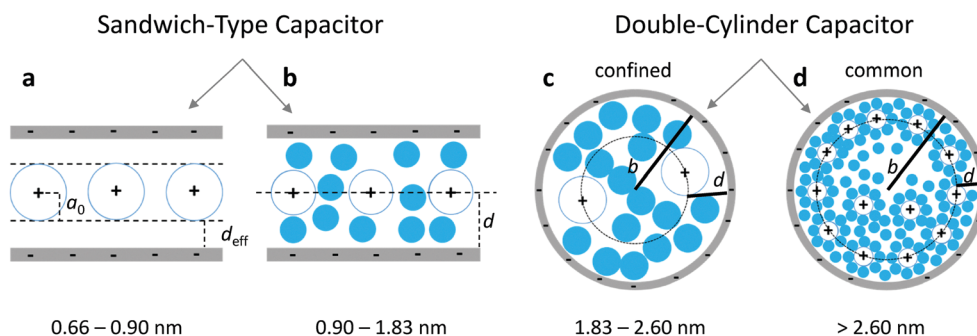 Sandwich-Type Capacitor
Double-Cylinder Capacitor
a
b
c
confined
d
common
- - - - -
- - - - -
+ + +
a0
deff
- - - - -
- - - - -
+ + +
d
b
d
+ +
b
d
+ + + + + + + + + +
0.66 – 0.90 nm
0.90 – 1.83 nm
1.83 – 2.60 nm
> 2.60 nm